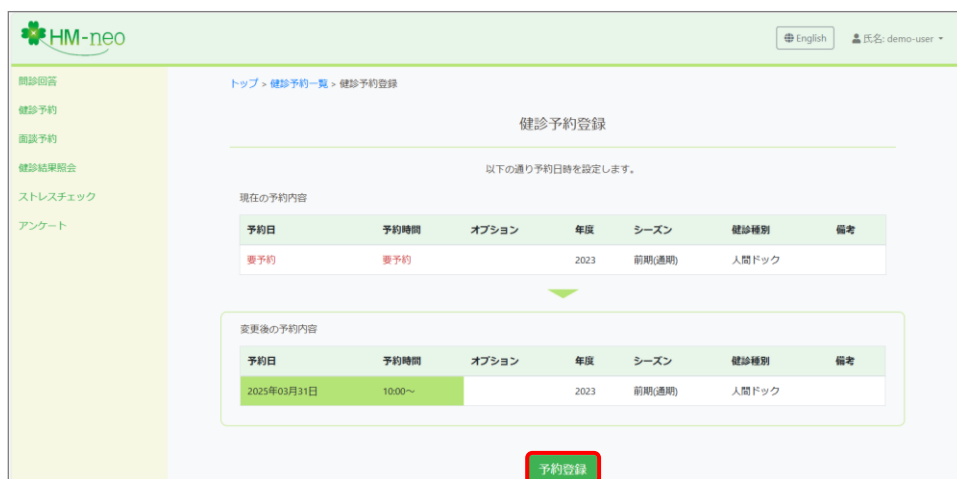 HM-neo
English 氏名: demo-user
問診回答
健診予約
面談予約
健診結果照会
ストレスチェック
アンケート
トップ > 健診予約一覧 > 健診予約登録
健診予約登録
以下の通り予約日時を設定します。
現在の予約内容
予約日 予約時間 オプション 年度 シーズン 健診種別 備考
要予約 要予約 2023 前期(通期) 人間ドック
変更後の予約内容
予約日 予約時間 オプション 年度 シーズン 健診種別 備考
2025年03月31日 10:00～ 2023 前期(通期) 人間ドック
予約登録